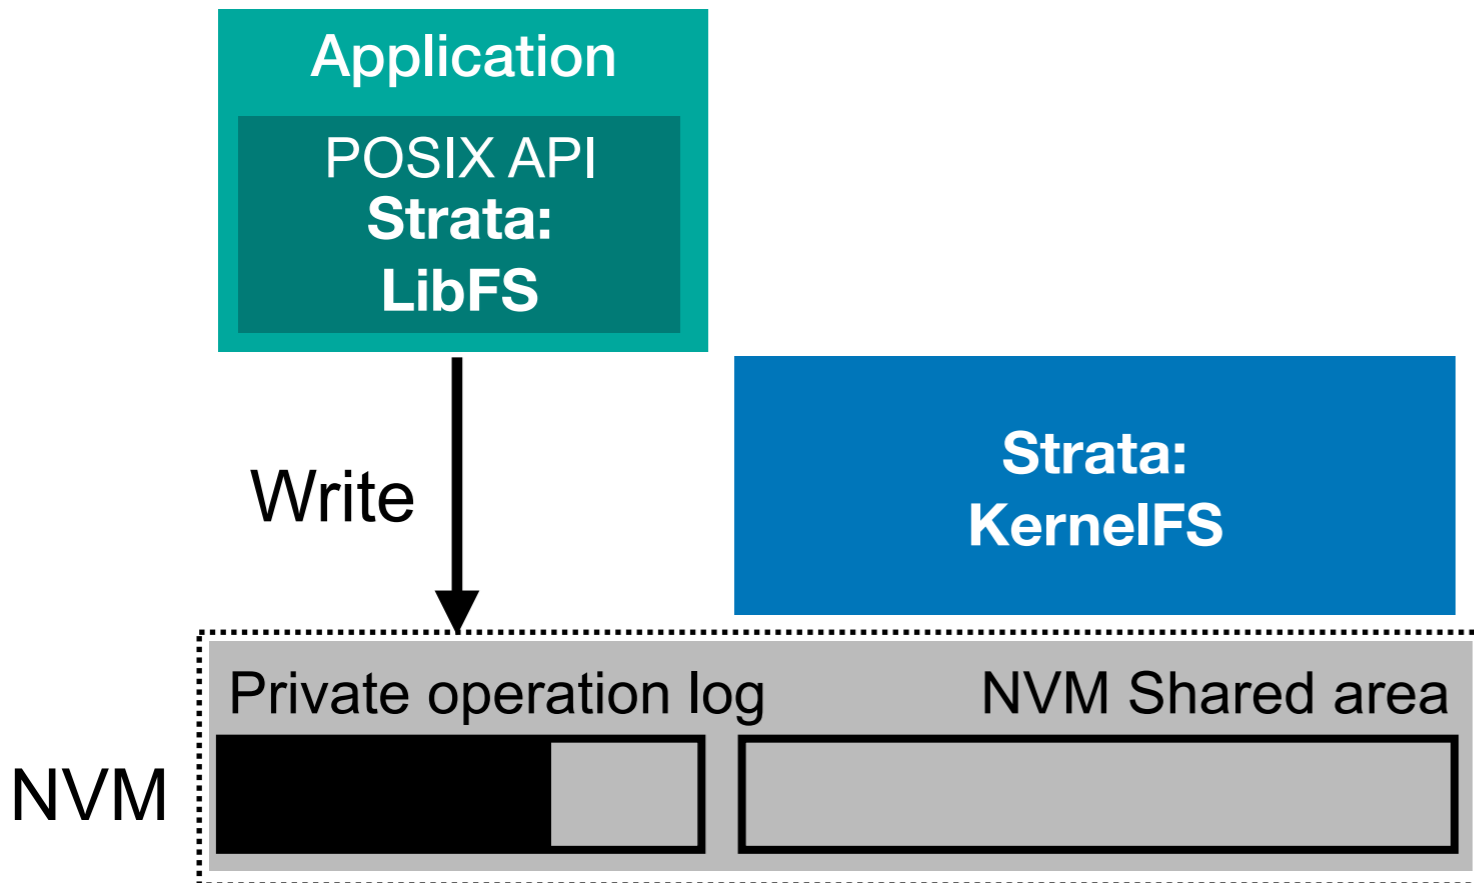 Application
POSIX API
Strata:
LibFS
Strata:
KernelFS
Write
Private operation log
NVM Shared area
NVM